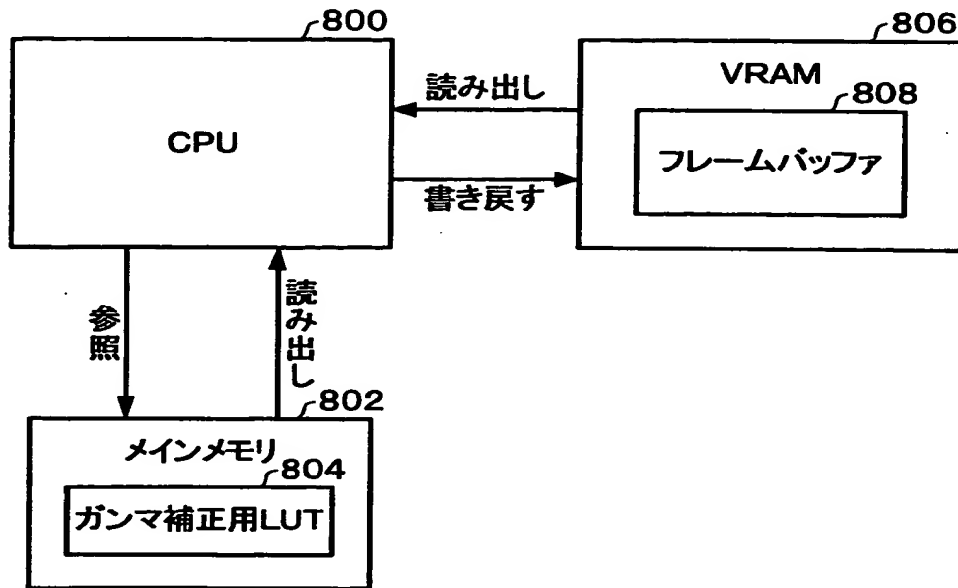 800
CPU
読み出し
書き戻す
806
VRAM
808
フレームバッファ
参照
読み出し
802
メインメモリ
804
ガンマ補正用LUT